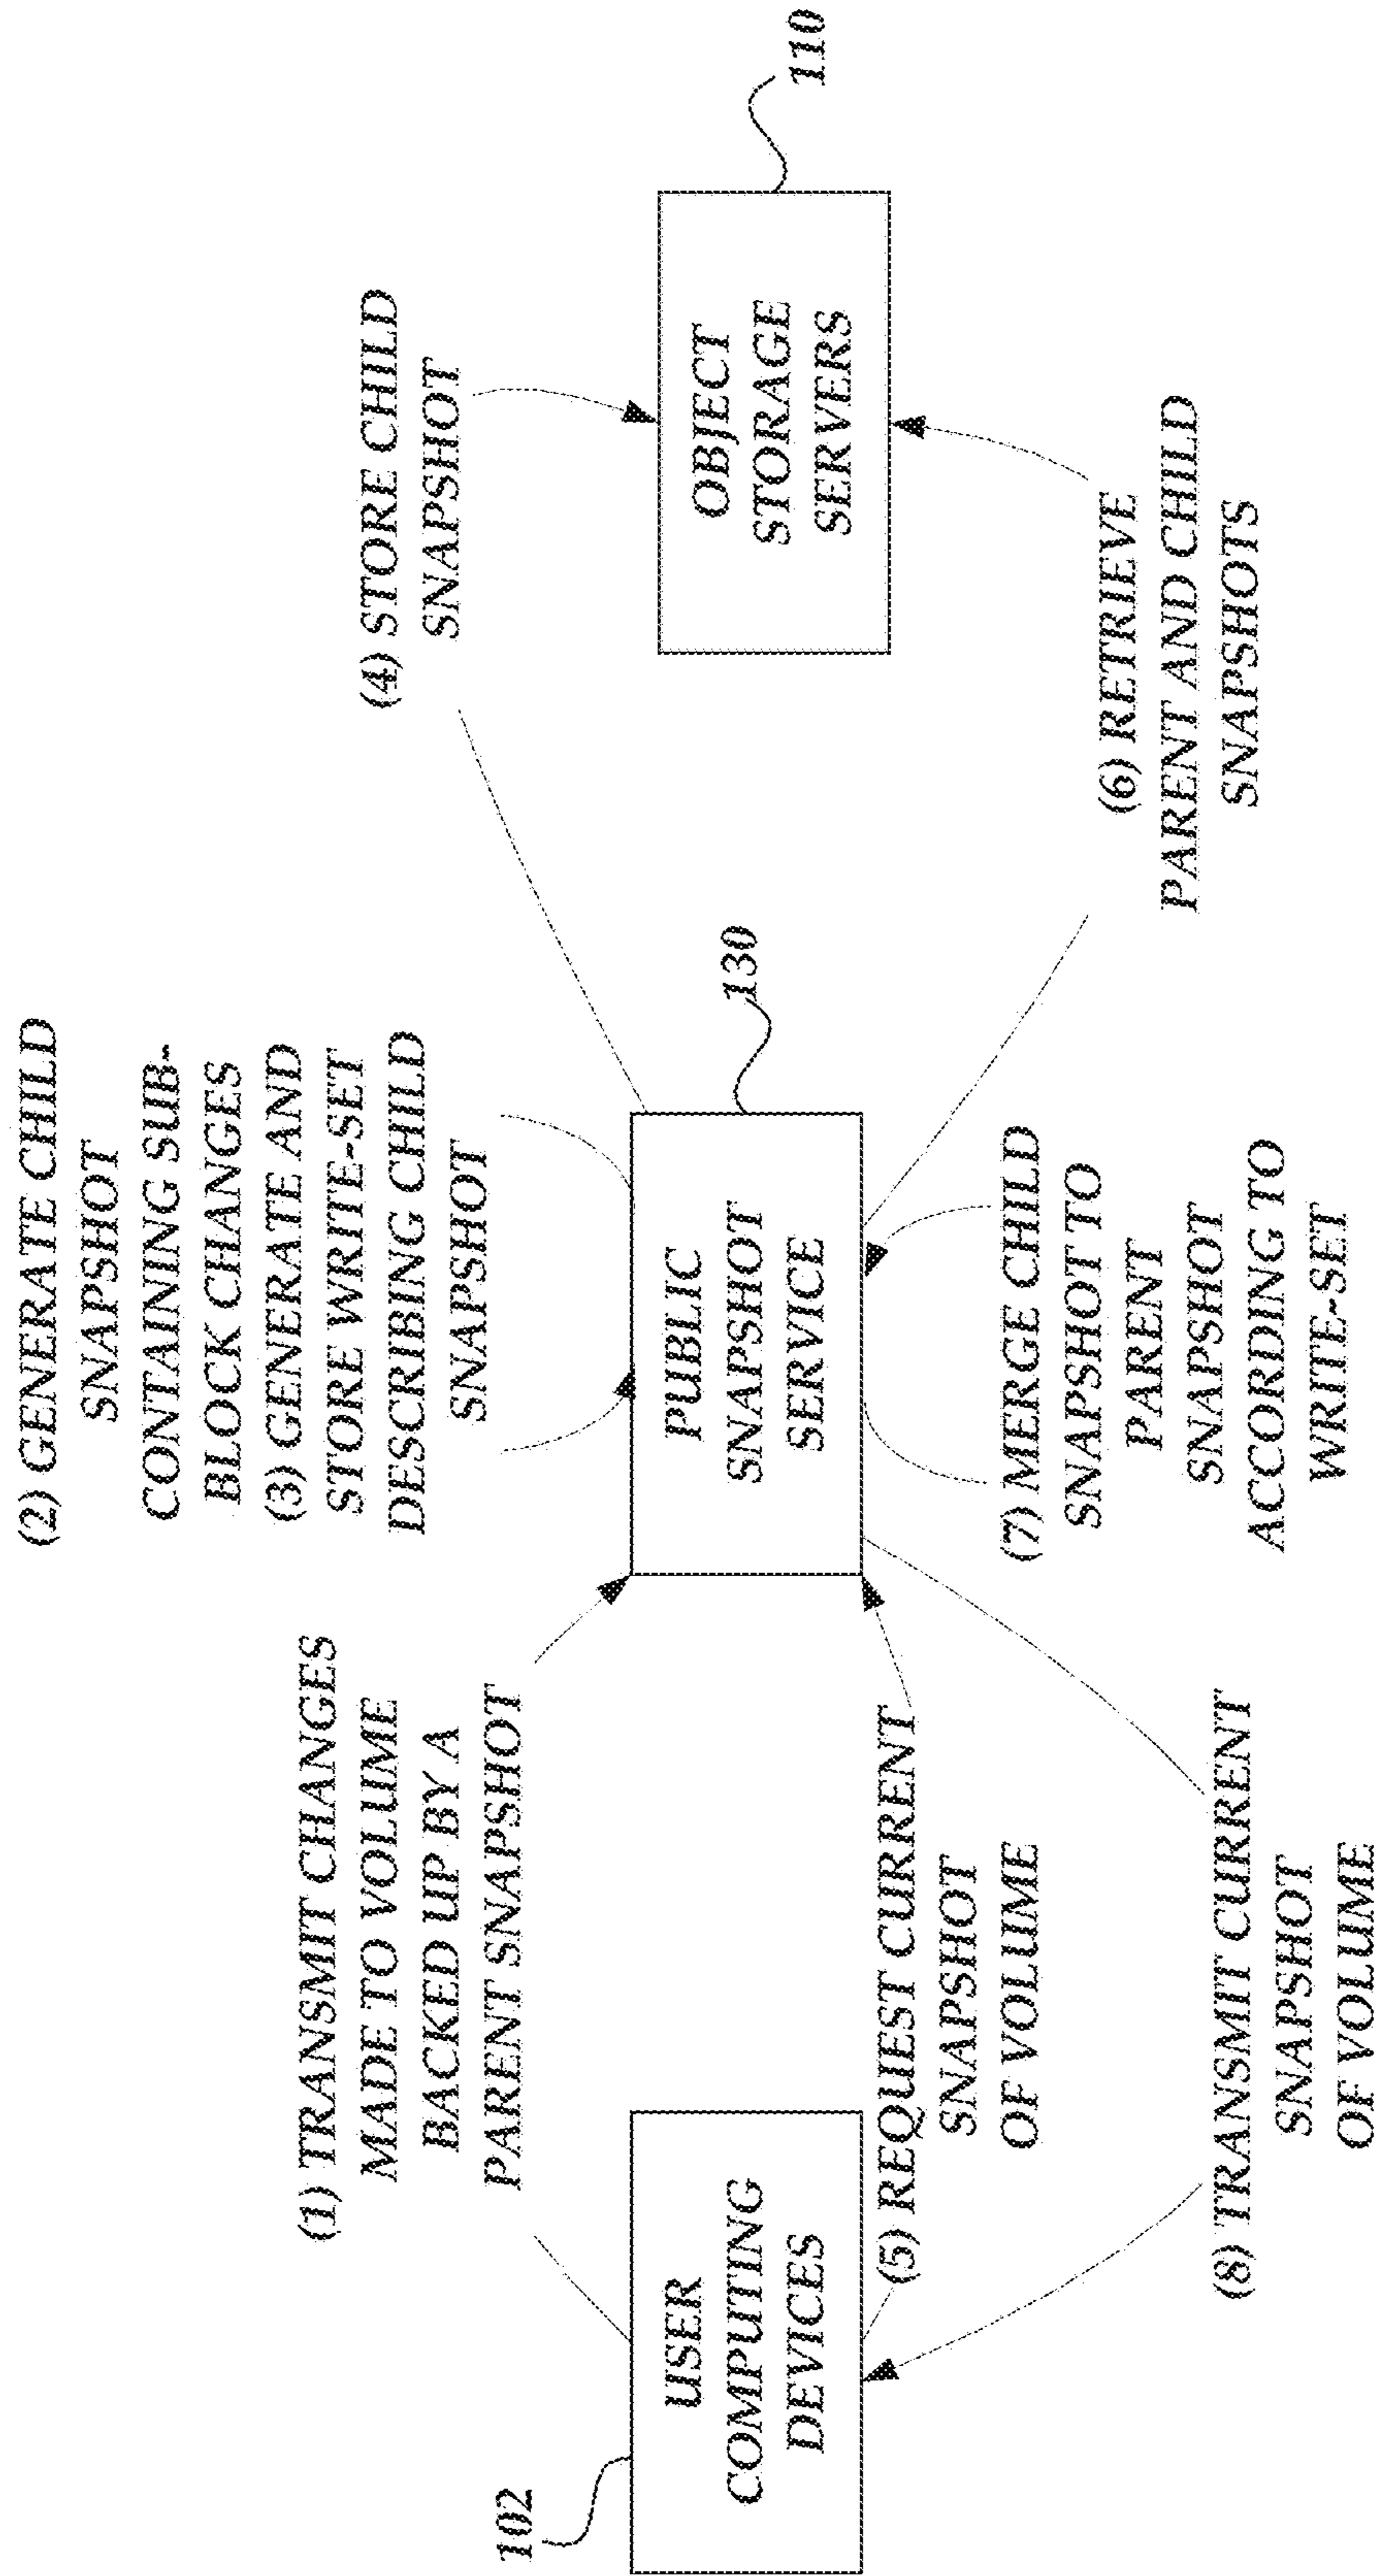 (1) TRANSMIT CHANGES
MADE TO VOLUME
BACKED UP BY A
PARENT SNAPSHOT
(2) GENERATE CHILD
SNAPSHOT
CONTAINING SUB-
BLOCK CHANGES
(3) GENERATE AND
STORE WRITE-SET
DESCRIBING CHILD
SNAPSHOT
(4) STORE CHILD
SNAPSHOT
102
USER
COMPUTING
DEVICES
130
PUBLIC
SNAPSHOT
SERVICE
110
OBJECT
STORAGE
SERVERS
(5) REQUEST CURRENT
SNAPSHOT
OF VOLUME
(6) RETRIEVE
PARENT AND CHILD
SNAPSHOTS
(7) MERGE CHILD
SNAPSHOT TO
PARENT
SNAPSHOT
ACCORDING TO
WRITE-SET
(8) TRANSMIT CURRENT
SNAPSHOT
OF VOLUME